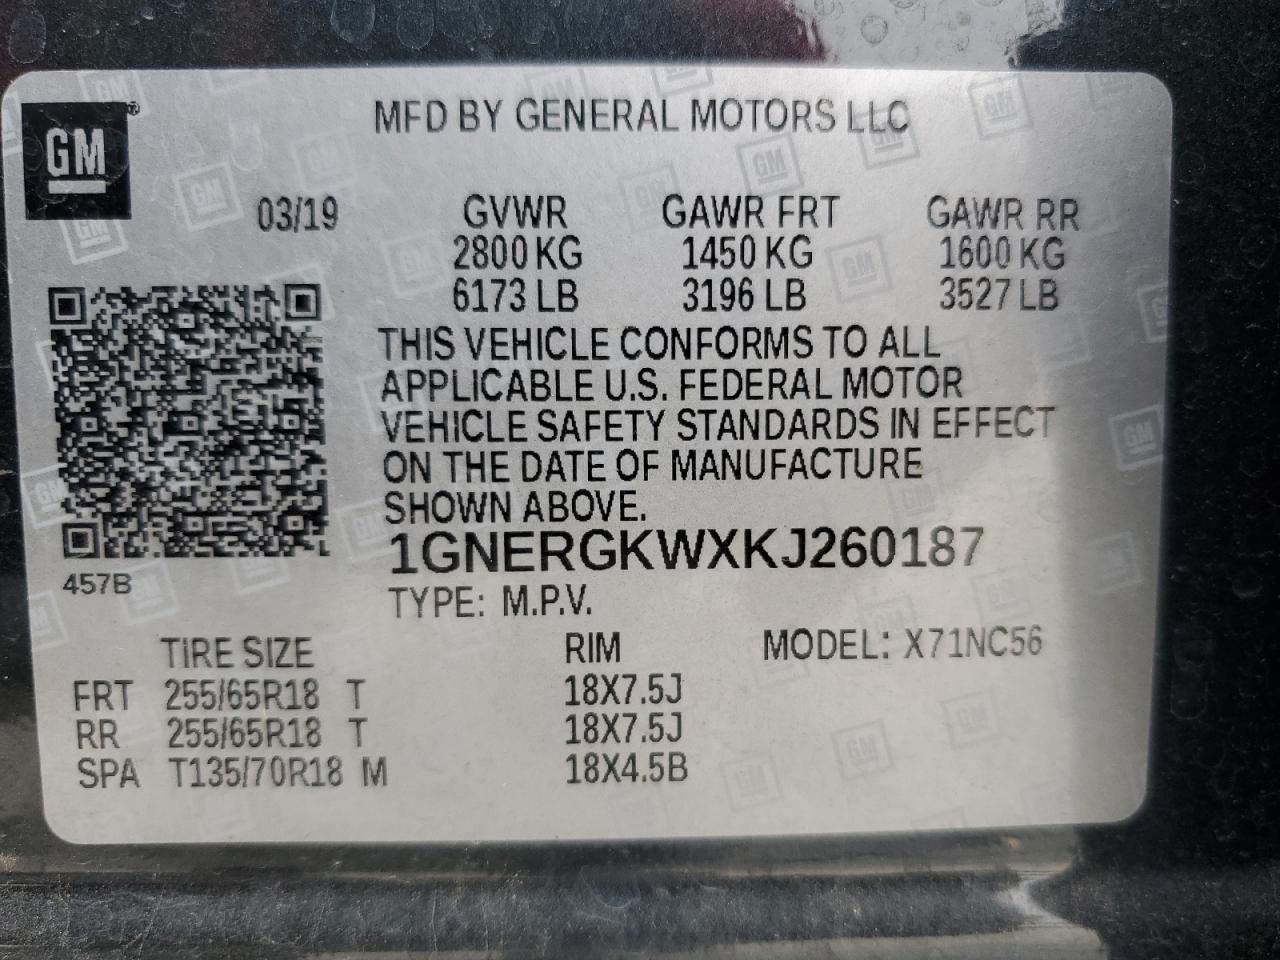 GM ®
MFD BY GENERAL MOTORS LLC
03/19 GVWR GAWR FRT GAWR RR
2800 KG 1450 KG 1600 KG
6173 LB 3196 LB 3527 LB
THIS VEHICLE CONFORMS TO ALL
APPLICABLE U.S. FEDERAL MOTOR
VEHICLE SAFETY STANDARDS IN EFFECT
ON THE DATE OF MANUFACTURE
SHOWN ABOVE.
1GNERGKWXKJ260187
457B
TYPE: M.P.V.
TIRE SIZE RIM MODEL: X71NC56
FRT 255/65R18 T 18X7.5J
RR 255/65R18 T 18X7.5J
SPA T135/70R18 M 18X4.5B